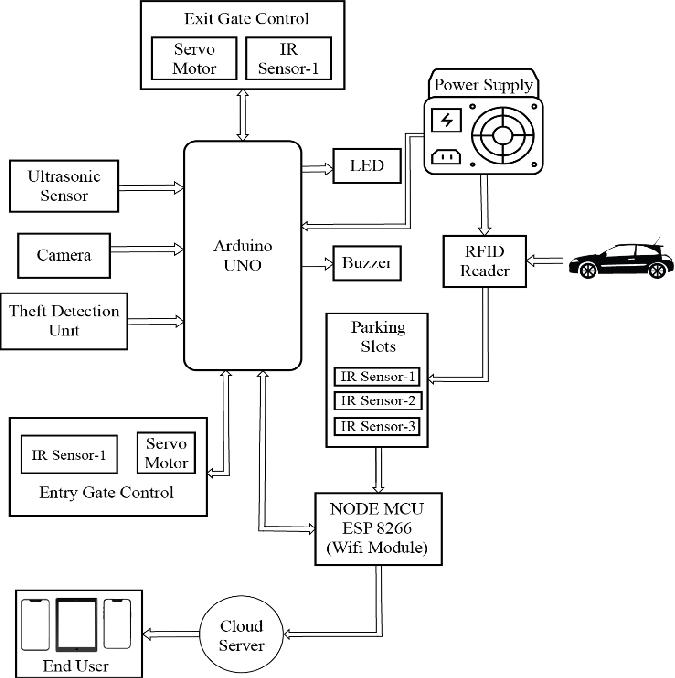 Exit Gate Control
Servo
Motor
IR
Sensor-1
Power Supply
Ultrasonic
Sensor
LED
Camera
Arduino
UNO
RFID
Reader
Buzzer
Theft Detection
Unit
Parking
Slots
IR Sensor-1
IR Sensor-2
IR Sensor-3
IR Sensor-1
Servo
Motor
Entry Gate Control
NODE MCU
ESP 8266
(Wifi Module)
Cloud
Server
End User